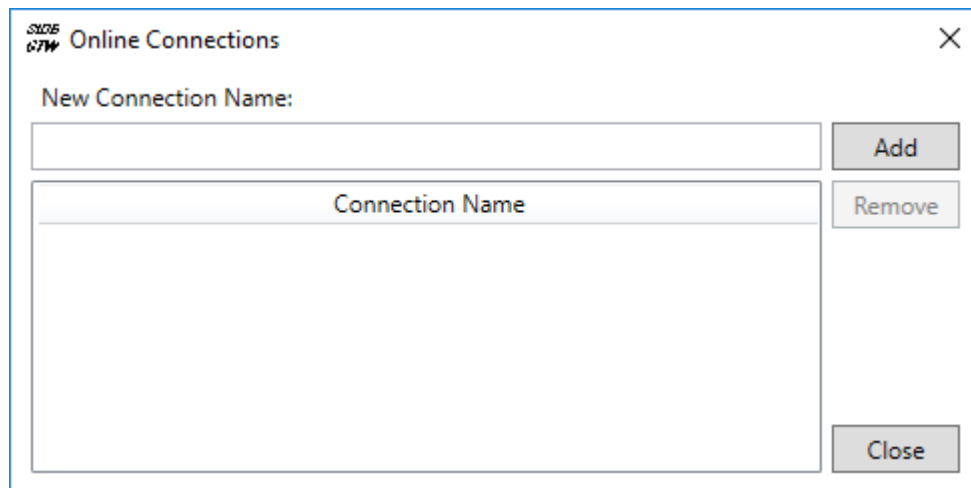 SIDE
GTW
Online Connections
New Connection Name:
Add
Connection Name
Remove
Close